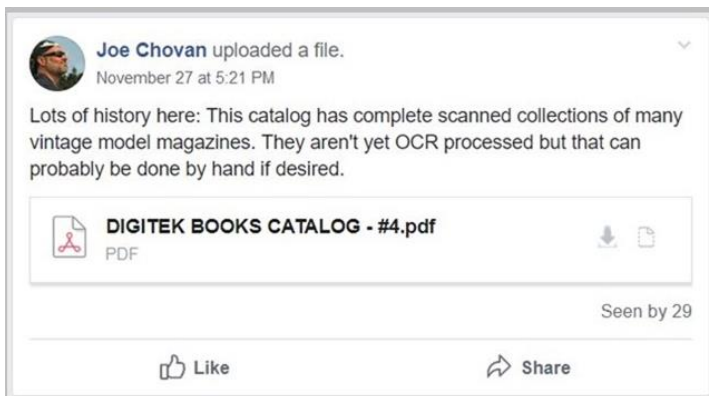 Joe Chovan uploaded a file.
November 27 at 5:21 PM
Lots of history here: This catalog has complete scanned collections of many
vintage model magazines. They aren't yet OCR processed but that can
probably be done by hand if desired.
DIGITEK BOOKS CATALOG - #4.pdf
PDF
Seen by 29
Like Share